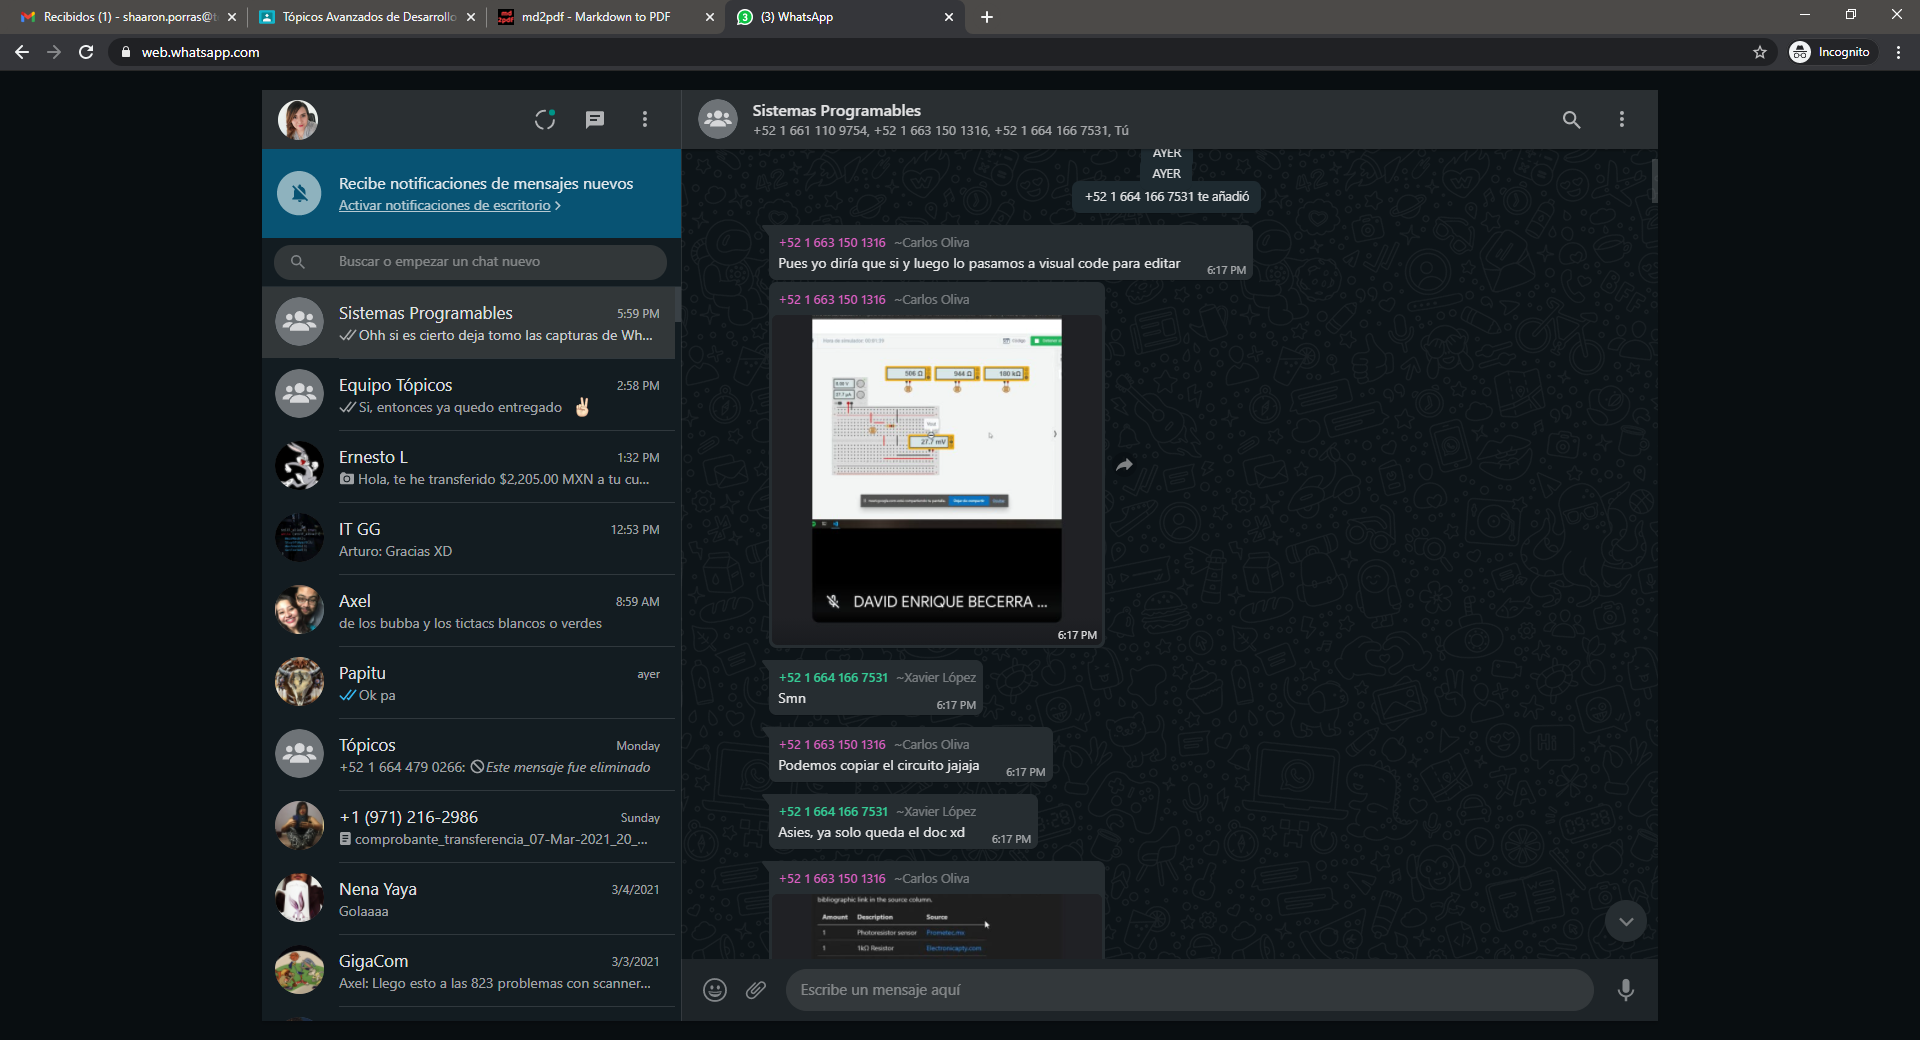 Recibidos (1) - shaaron.porras@t
Tópicos Avanzados de Desarrollo
md2pdf - Markdown to PDF
(3) WhatsApp
web.whatsapp.com
Incognito
Recibe notificaciones de mensajes nuevos
Activar notificaciones de escritorio >
Buscar o empezar un chat nuevo
Sistemas Programables 5:59 PM
Ohh si es cierto deja tomo las capturas de Wh...
Equipo Tópicos 2:58 PM
Si, entonces ya quedo entregado ✌🏻
Ernesto L 1:32 PM
Hola, te he transferido $2,205.00 MXN a tu cu...
IT GG 12:53 PM
Arturo: Gracias XD
Axel 8:59 AM
de los bubba y los tictacs blancos o verdes
Papitu ayer
Ok pa
Tópicos Monday
+52 1 664 479 0266: Este mensaje fue eliminado
+1 (971) 216-2986 Sunday
comprobante_transferencia_07-Mar-2021_20_...
Nena Yaya 3/4/2021
Golaaaa
GigaCom 3/3/2021
Axel: Llego esto a las 823 problemas con scanner...
Sistemas Programables
+52 1 661 110 9754, +52 1 663 150 1316, +52 1 664 166 7531, Tú
AYER
AYER
+52 1 664 166 7531 te añadió
+52 1 663 150 1316 ~Carlos Oliva
Pues yo diría que si y luego lo pasamos a visual code para editar 6:17 PM
+52 1 663 150 1316 ~Carlos Oliva
506 Ω 944 Ω 180 kΩ
27.7 mV
DAVID ENRIQUE BECERRA ...
6:17 PM
+52 1 664 166 7531 ~Xavier López
Smn 6:17 PM
+52 1 663 150 1316 ~Carlos Oliva
Podemos copiar el circuito jajaja 6:17 PM
+52 1 664 166 7531 ~Xavier López
Asies, ya solo queda el doc xd 6:17 PM
+52 1 663 150 1316 ~Carlos Oliva
bibliographic link in the source column.
Amount Description Source
1 Photoresistor sensor Prometec.mx
1 1kΩ Resistor Electronicapty.com
Escribe un mensaje aquí